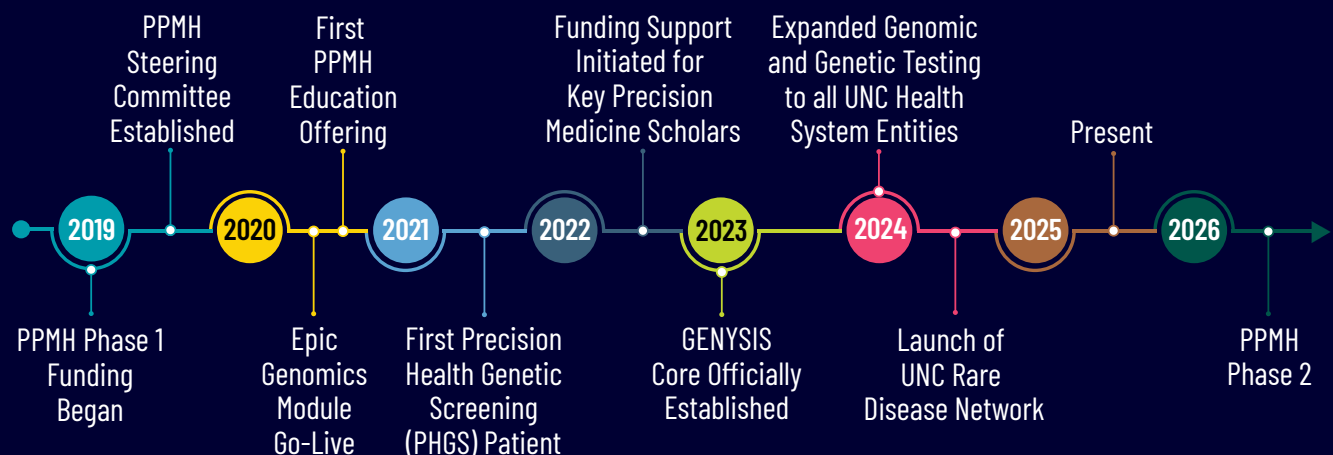 PPMH
Steering
Committee
Established
First
PPMH
Education
Offering
Funding Support
Initiated for
Key Precision
Medicine Scholars
Expanded Genomic
and Genetic Testing
to all UNC Health
System Entities
Present
2019
2020
2021
2022
2023
2024
2025
2026
PPMH Phase 1
Funding
Began
Epic
Genomics
Module
Go-Live
First Precision
Health Genetic
Screening
(PHGS) Patient
GENYSIS
Core Officially
Established
Launch of
UNC Rare
Disease Network
PPMH
Phase 2